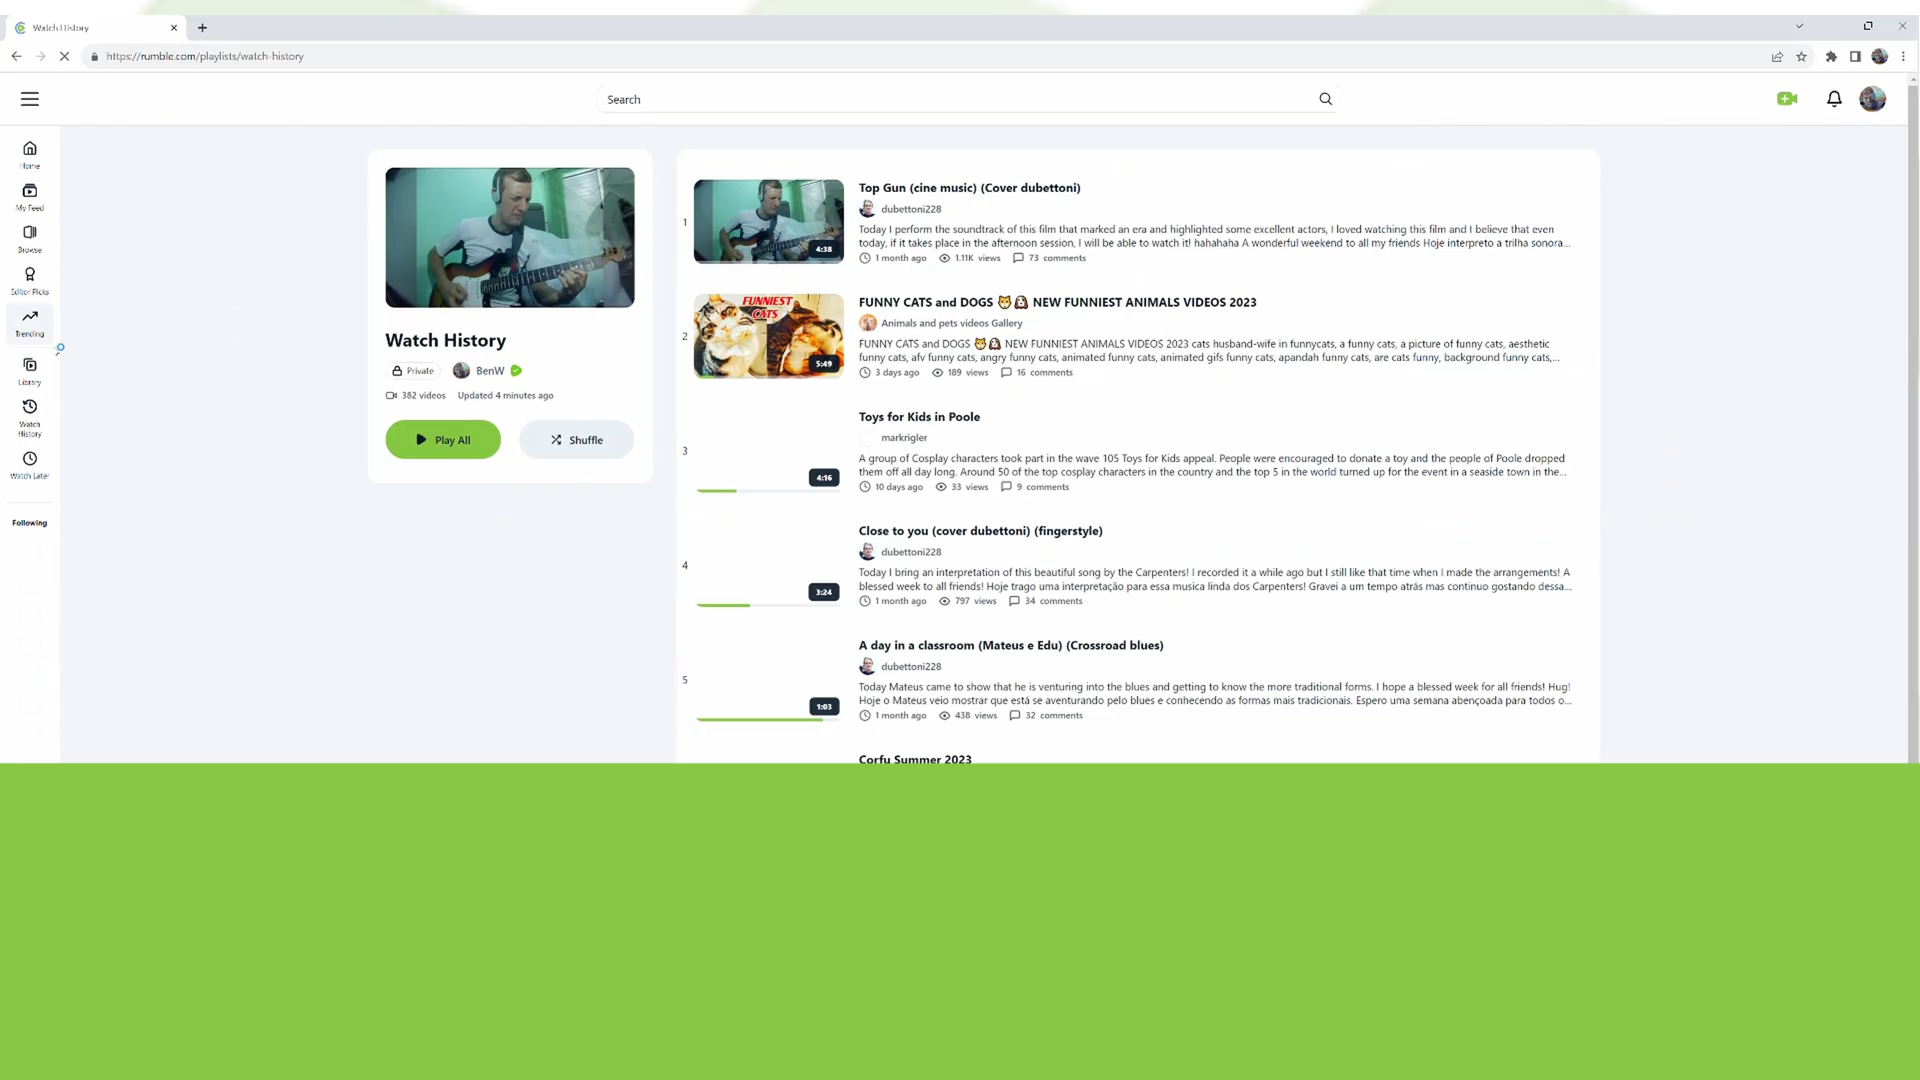 Watch History
https://rumble.com/playlists/watch-history
Search
Home
My Feed
Browse
Editor Picks
Trending
Library
Watch
History
Watch Later
Following
Watch History
Private
BenW
382 videos Updated 4 minutes ago
Play All
Shuffle
1
4:38
Top Gun (cine music) (Cover dubettoni)
dubettoni228
Today I perform the soundtrack of this film that marked an era and highlighted some excellent actors, I loved watching this film and I believe that even
today, if it takes place in the afternoon session, I will be able to watch it! hahahaha A wonderful weekend to all my friends Hoje interpreto a trilha sonora...
1 month ago 1.11K views 73 comments
2
FUNNIEST
CATS
5:49
FUNNY CATS and DOGS 🐱🐶 NEW FUNNIEST ANIMALS VIDEOS 2023
Animals and pets videos Gallery
FUNNY CATS and DOGS 🐱🐶 NEW FUNNIEST ANIMALS VIDEOS 2023 cats husband-wife in funnycats, a funny cats, a picture of funny cats, aesthetic
funny cats, afv funny cats, angry funny cats, animated funny cats, animated gifs funny cats, apandah funny cats, are cats funny, background funny cats,...
3 days ago 189 views 16 comments
3
4:16
Toys for Kids in Poole
markrigler
A group of Cosplay characters took part in the wave 105 Toys for Kids appeal. People were encouraged to donate a toy and the people of Poole dropped
them off all day long. Around 50 of the top cosplay characters in the country and the top 5 in the world turned up for the event in a seaside town in the...
10 days ago 33 views 9 comments
4
3:24
Close to you (cover dubettoni) (fingerstyle)
dubettoni228
Today I bring an interpretation of this beautiful song by the Carpenters! I recorded it a while ago but I still like that time when I made the arrangements! A
blessed week to all friends! Hoje trago uma interpretação para essa musica linda dos Carpenters! Gravei a um tempo atrás mas continuo gostando dessa...
1 month ago 797 views 34 comments
5
1:03
A day in a classroom (Mateus e Edu) (Crossroad blues)
dubettoni228
Today Mateus came to show that he is venturing into the blues and getting to know the more traditional forms. I hope a blessed week for all friends! Hug!
Hoje o Mateus veio mostrar que está se aventurando pelo blues e conhecendo as formas mais tradicionais. Espero uma semana abençoada para todos o...
1 month ago 438 views 32 comments
Corfu Summer 2023